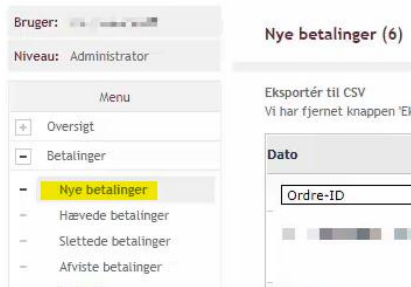 Bruger:
Niveau: Administrator
Menu
Oversigt
Betalinger
Nye betalinger
Hævede betalinger
Slettede betalinger
Afviste betalinger
Nye betalinger (6)
Eksportér til CSV
Vi har fjernet knappen
Dato
Ordre-ID